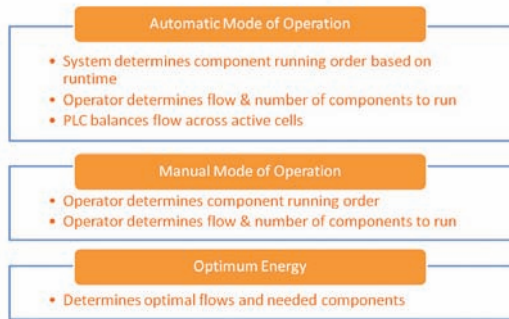 Automatic Mode of Operation
• System determines component running order based on
runtime
• Operator determines flow & number of components to run
• PLC balances flow across active cells
Manual Mode of Operation
• Operator determines component running order
• Operator determines flow & number of components to run
Optimum Energy
• Determines optimal flows and needed components